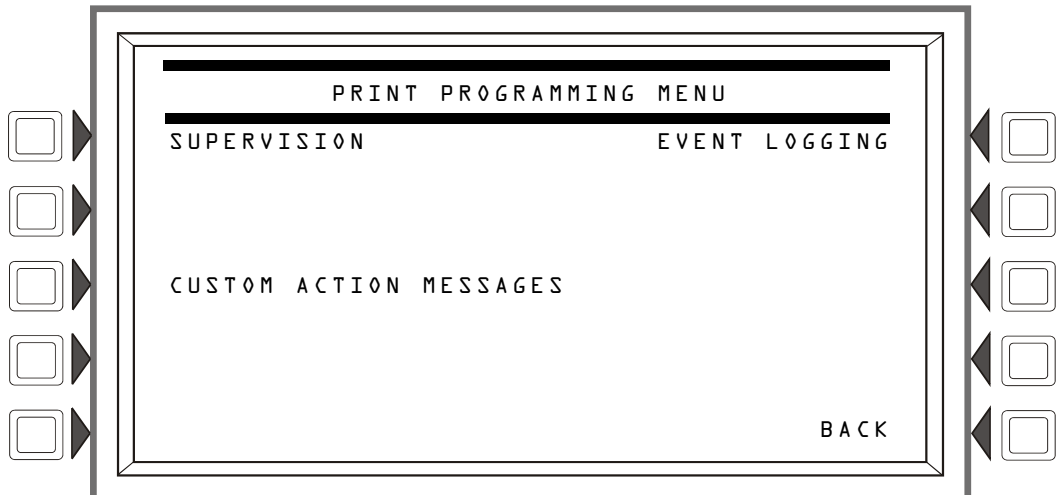 PRINT PROGRAMMING MENU
SUPERVISION EVENT LOGGING
CUSTOM ACTION MESSAGES
BACK